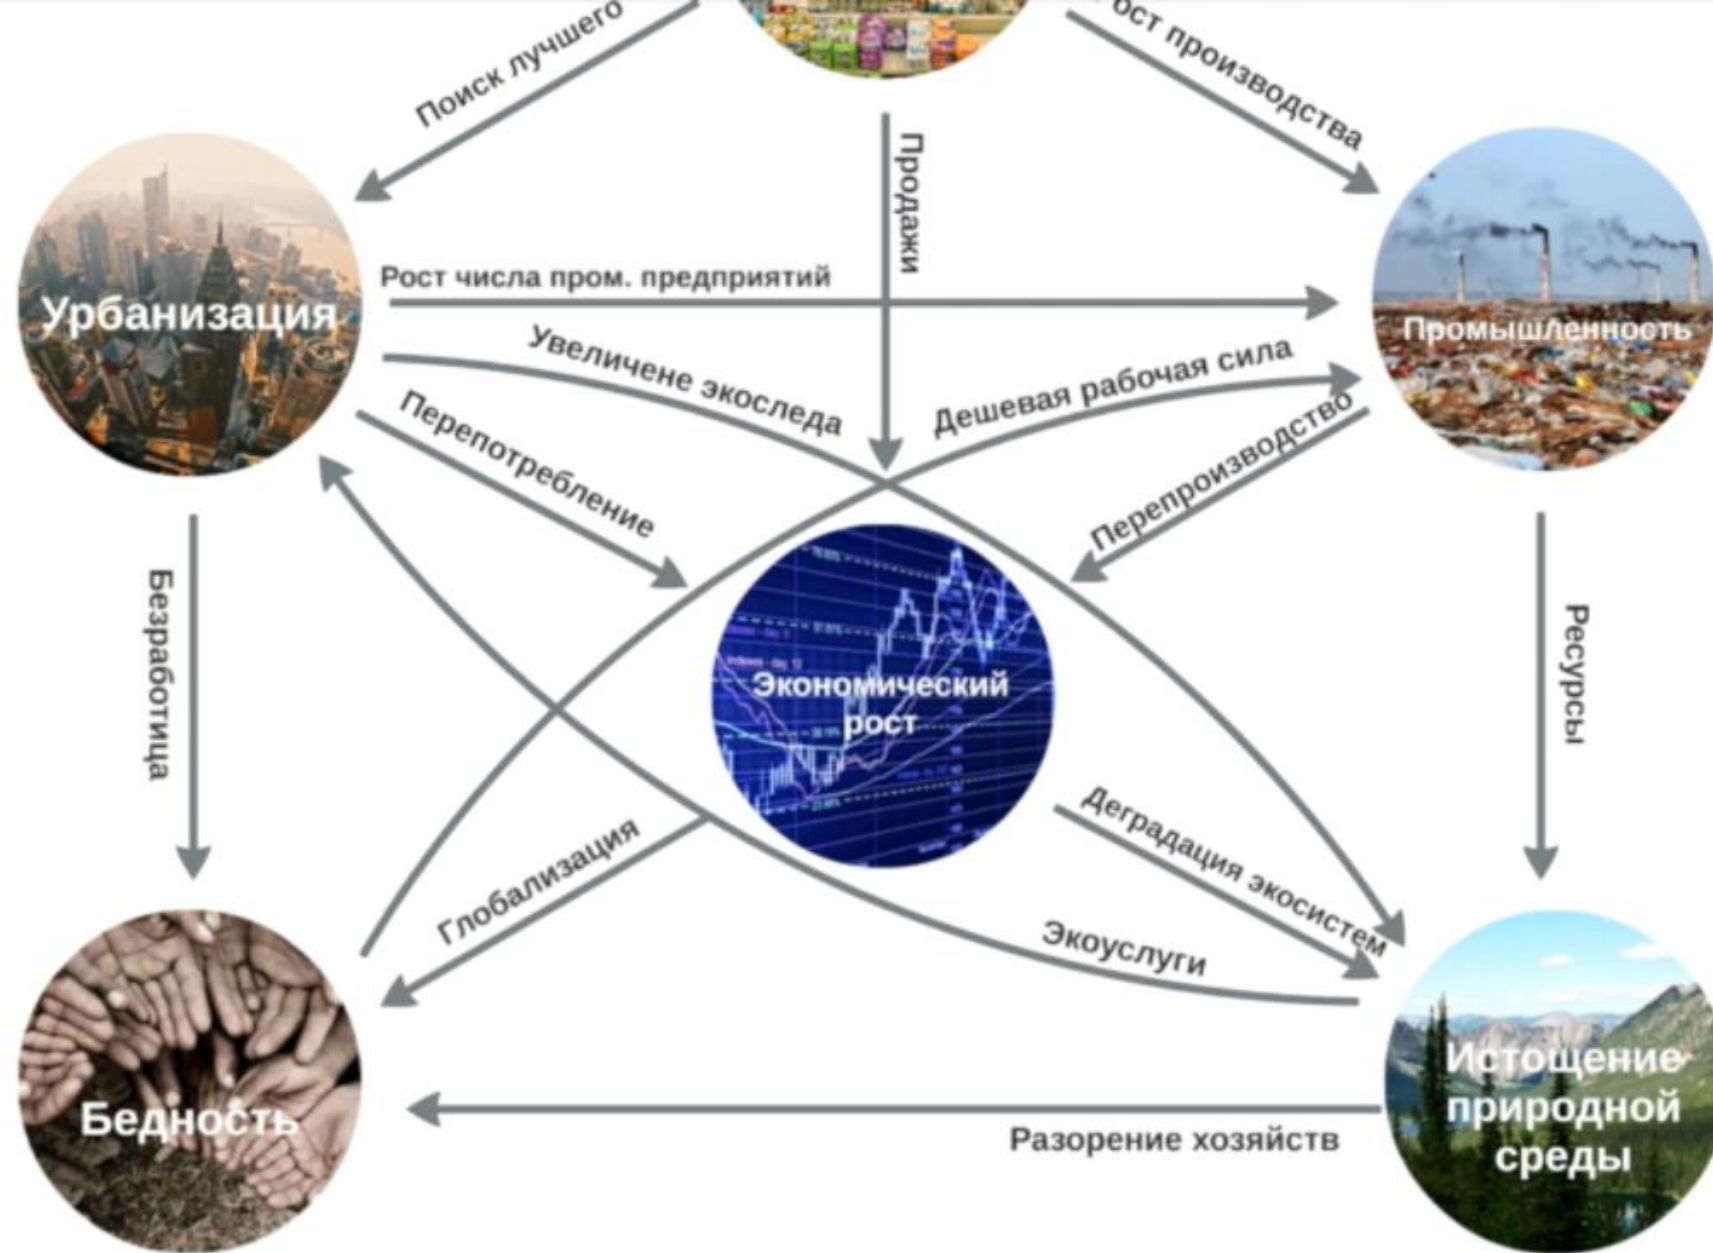 Поиск лучшего
ост производства
Продажи
Урбанизация
Промышленность
Рост числа пром. предприятий
Увеличене экоследа
Дешевая рабочая сила
Перепотребление
Перепроизводство
Безработица
Экономический
рост
Ресурсы
Глобализация
Деградация экосистем
Экоуслуги
Бедность
Истощение
природной
среды
Разорение хозяйств